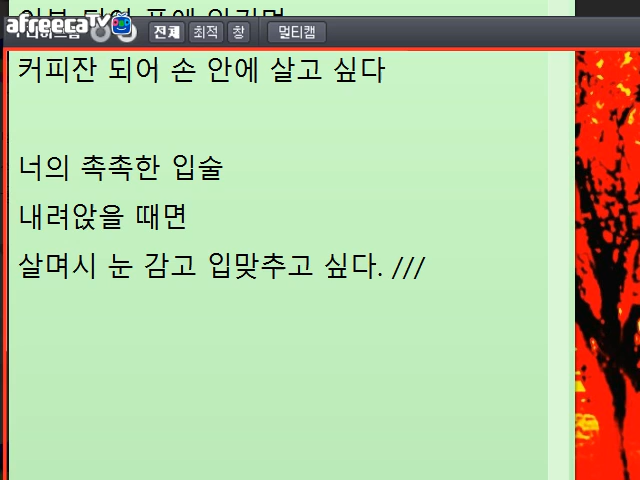 afreecaTV
전체 최적 창 멀티캠
커피잔 되어 손 안에 살고 싶다
너의 촉촉한 입술
내려앉을 때면
살며시 눈 감고 입맞추고 싶다. ///